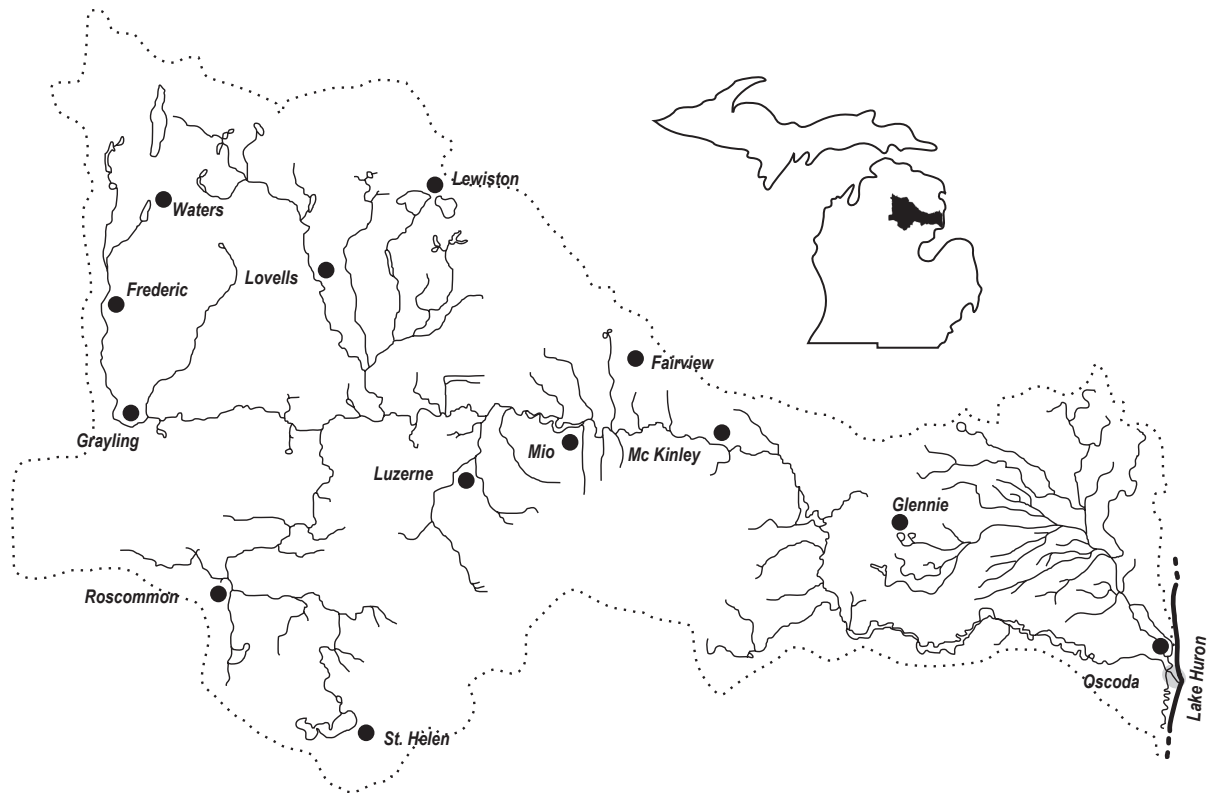 Lewiston
Waters
Lovells
Frederic
Fairview
Grayling
Mio
Mc Kinley
Luzerne
Glennie
Roscommon
Oscoda
Lake Huron
St. Helen